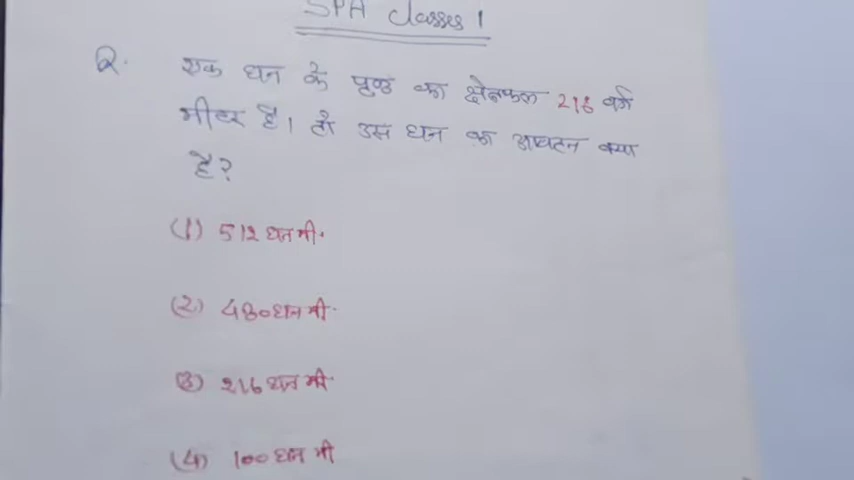 SPA Classes 1
Q. एक घन के पृष्ठ का क्षेत्रफल 216 वर्ग
मीटर है। तो उस घन का आयतन क्या
है?
(1) 512 घन मी.
(2) 480 घन मी.
(3) 216 घन मी.
(4) 100 घन मी